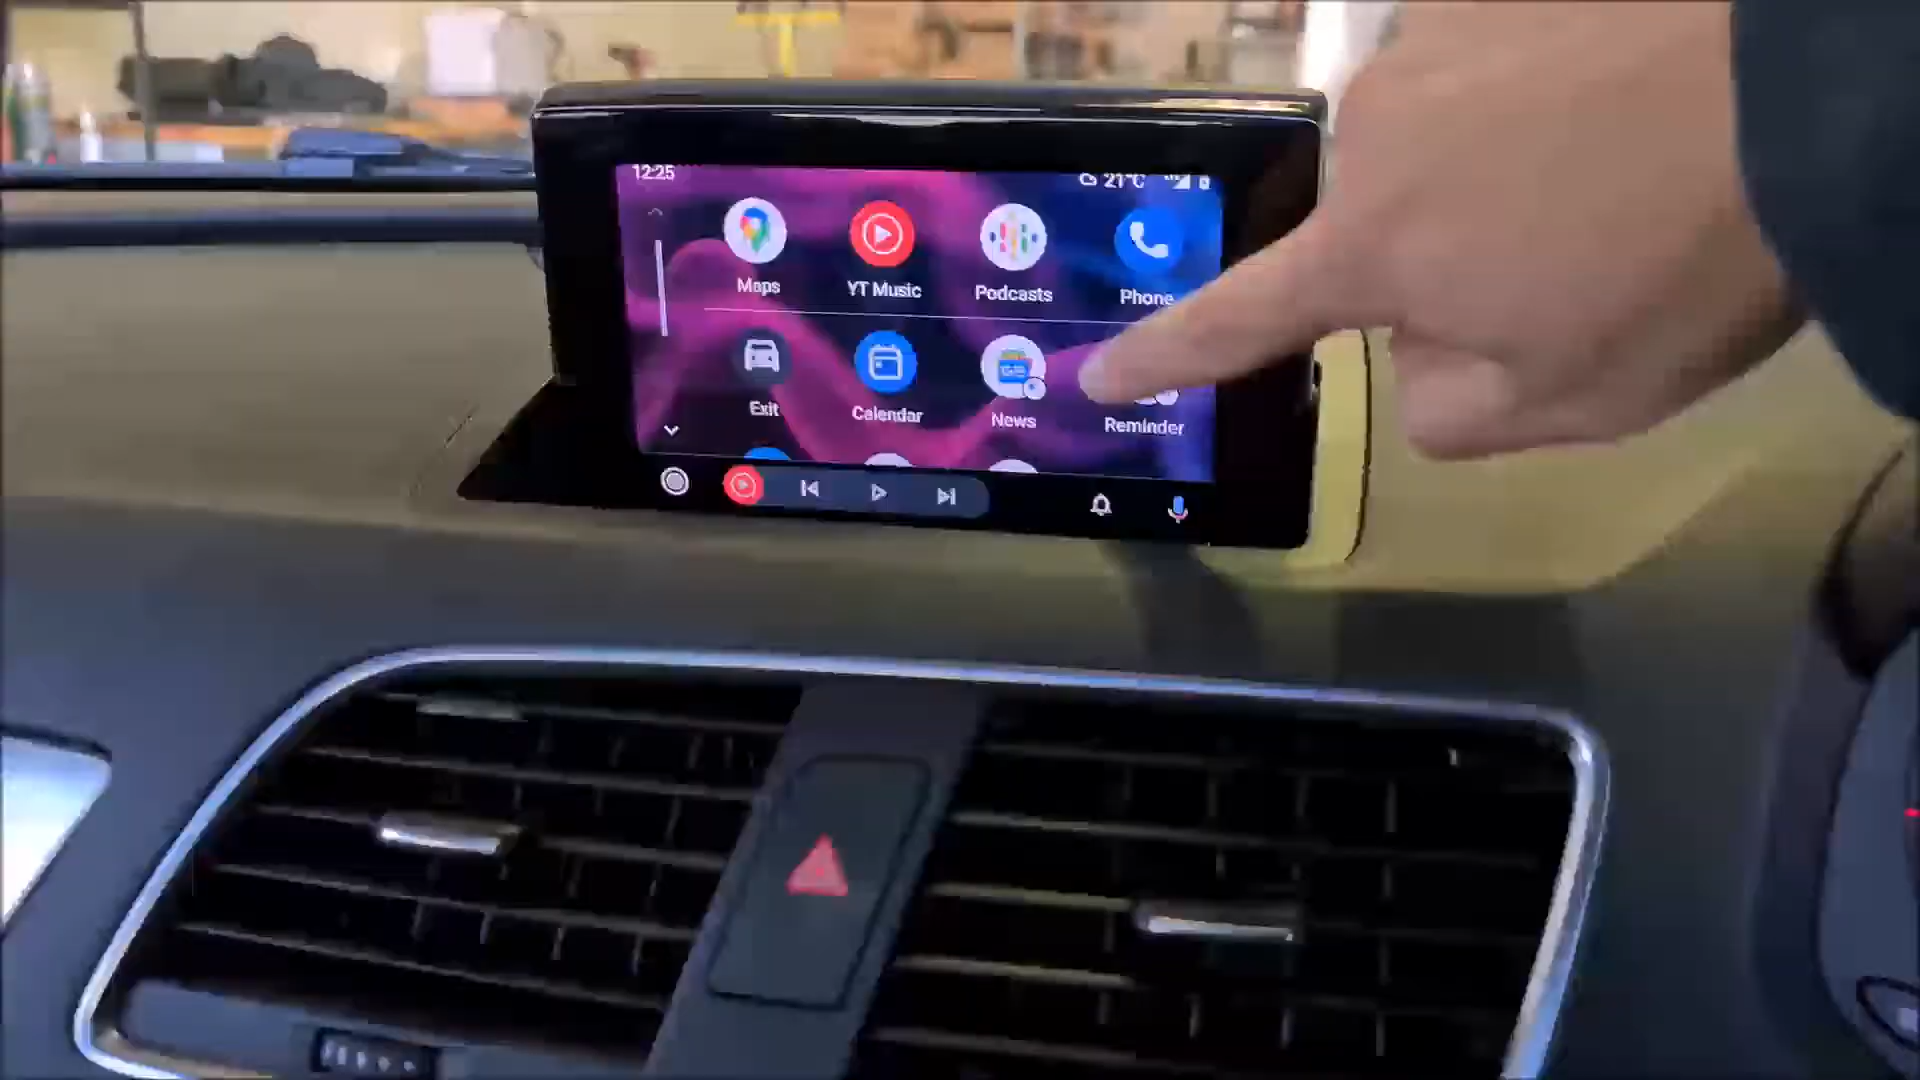 12:25 21°C
Maps YT Music Podcasts Phone
Exit Calendar News Reminder